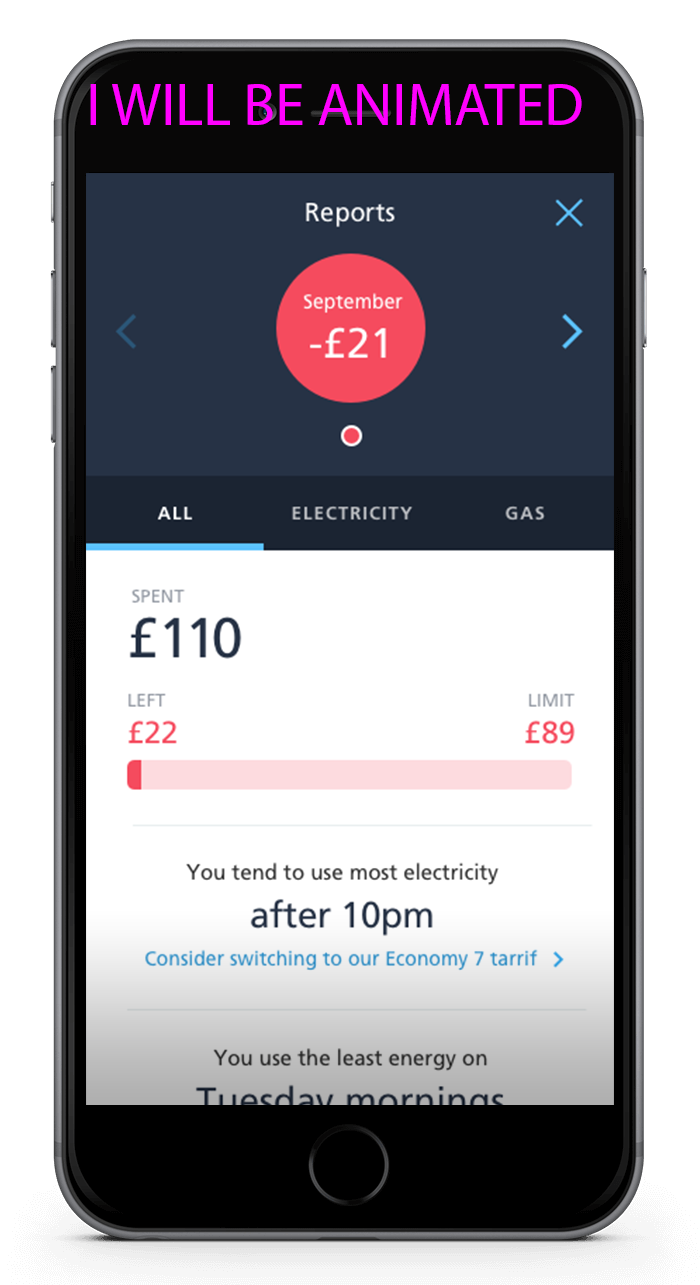 I WILL BE ANIMATED
Reports
September
-£21
ALL ELECTRICITY GAS
SPENT
£110
LEFT LIMIT
£22 £89
You tend to use most electricity
after 10pm
Consider switching to our Economy 7 tarrif
You use the least energy on
Tuesday mornings